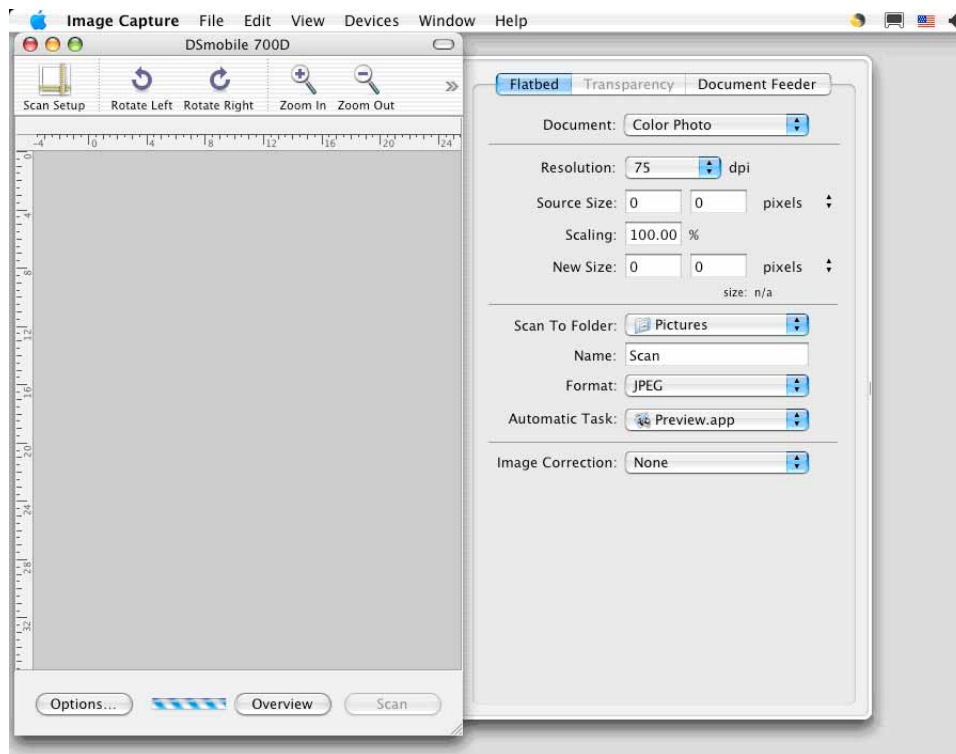 Image Capture File Edit View Devices Window Help
DSmobile 700D
Scan Setup Rotate Left Rotate Right Zoom In Zoom Out
-4 0 4 8 12 16 20 24
0
4
8
12
16
20
24
28
32
Options... Overview Scan
Flatbed Transparency Document Feeder
Document: Color Photo
Resolution: 75 dpi
Source Size: 0 0 pixels
Scaling: 100.00 %
New Size: 0 0 pixels
size: n/a
Scan To Folder: Pictures
Name: Scan
Format: JPEG
Automatic Task: Preview.app
Image Correction: None